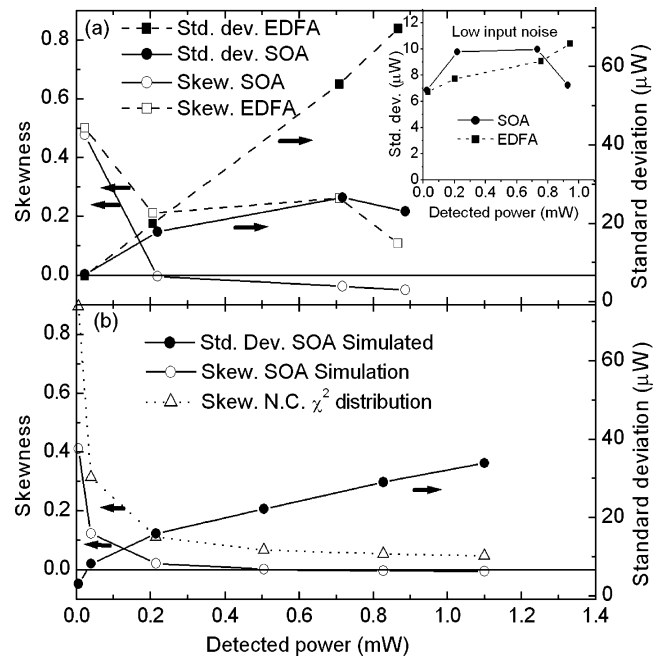 (a)
Std. dev. EDFA
Std. dev. SOA
Skew. SOA
Skew. EDFA
Skewness
0.8
0.6
0.4
0.2
0.0
Standard deviation (μW)
60
40
20
0
Low input noise
Std. dev. (μW)
14
12
10
8
6
4
2
0
SOA
EDFA
0.0 0.2 0.4 0.6 0.8 1.0
Detected power (mW)
(b)
Std. Dev. SOA Simulated
Skew. SOA Simulation
Skew. N.C. χ² distribution
Skewness
0.8
0.6
0.4
0.2
0.0
Standard deviation (μW)
60
40
20
0
0.0 0.2 0.4 0.6 0.8 1.0 1.2 1.4
Detected power (mW)